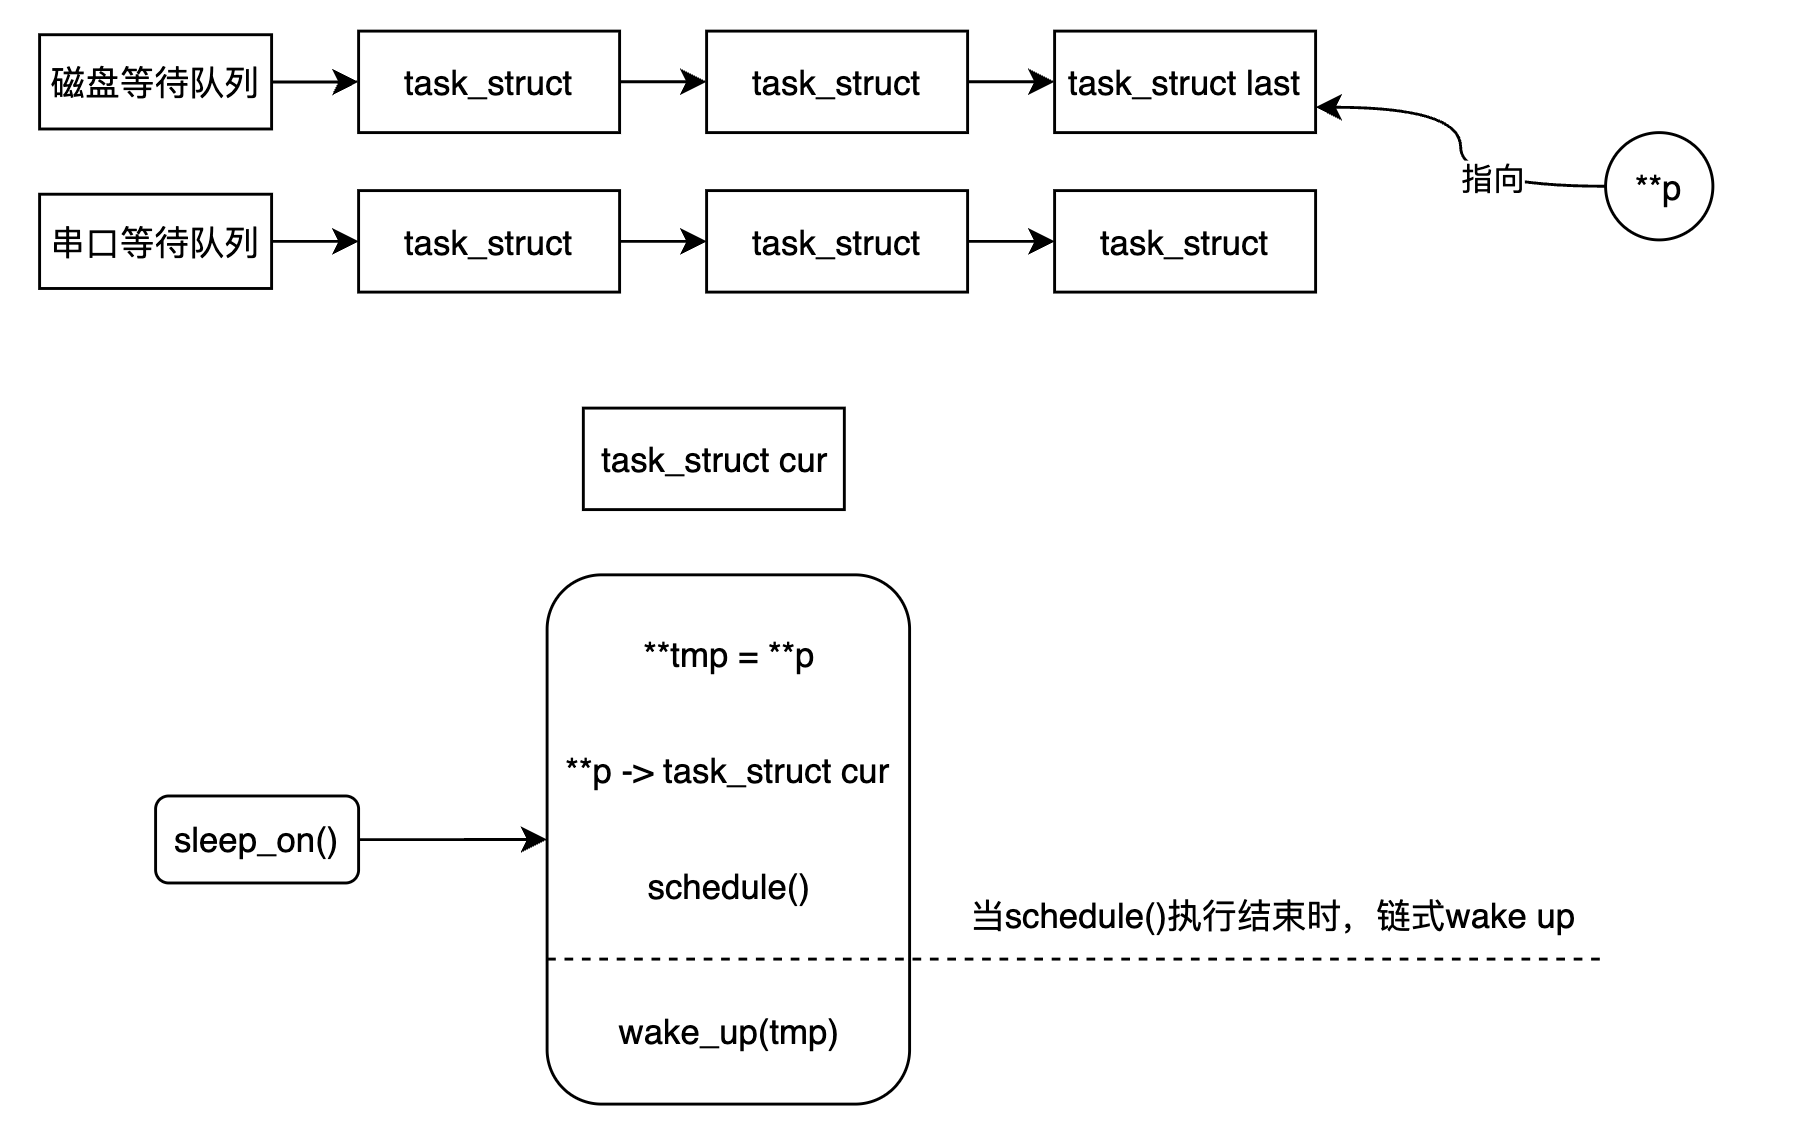 磁盘等待队列
task_struct
task_struct
task_struct last
指向
**p
串口等待队列
task_struct
task_struct
task_struct
task_struct cur
**tmp = **p
**p -> task_struct cur
sleep_on()
schedule()
当schedule()执行结束时，链式wake up
wake_up(tmp)